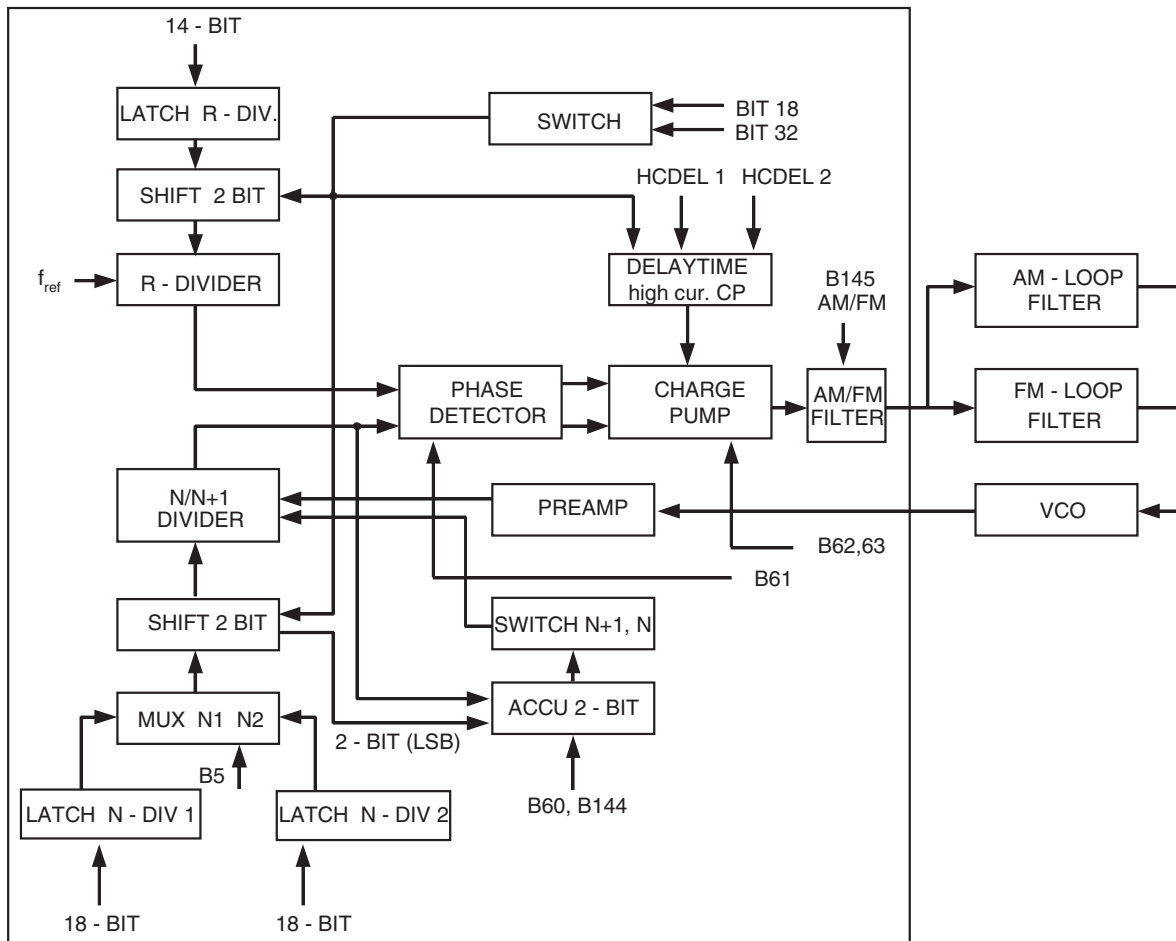 14 - BIT
LATCH R - DIV.
SWITCH
BIT 18
BIT 32
SHIFT 2 BIT
HCDEL 1
HCDEL 2
f_ref
R - DIVIDER
DELAYTIME
high cur. CP
B145
AM/FM
AM - LOOP
FILTER
PHASE
DETECTOR
CHARGE
PUMP
AM/FM
FILTER
FM - LOOP
FILTER
N/N+1
DIVIDER
PREAMP
VCO
B62,63
B61
SHIFT 2 BIT
SWITCH N+1, N
MUX N1 N2
ACCU 2 - BIT
2 - BIT (LSB)
B5
B60, B144
LATCH N - DIV 1
LATCH N - DIV 2
18 - BIT
18 - BIT